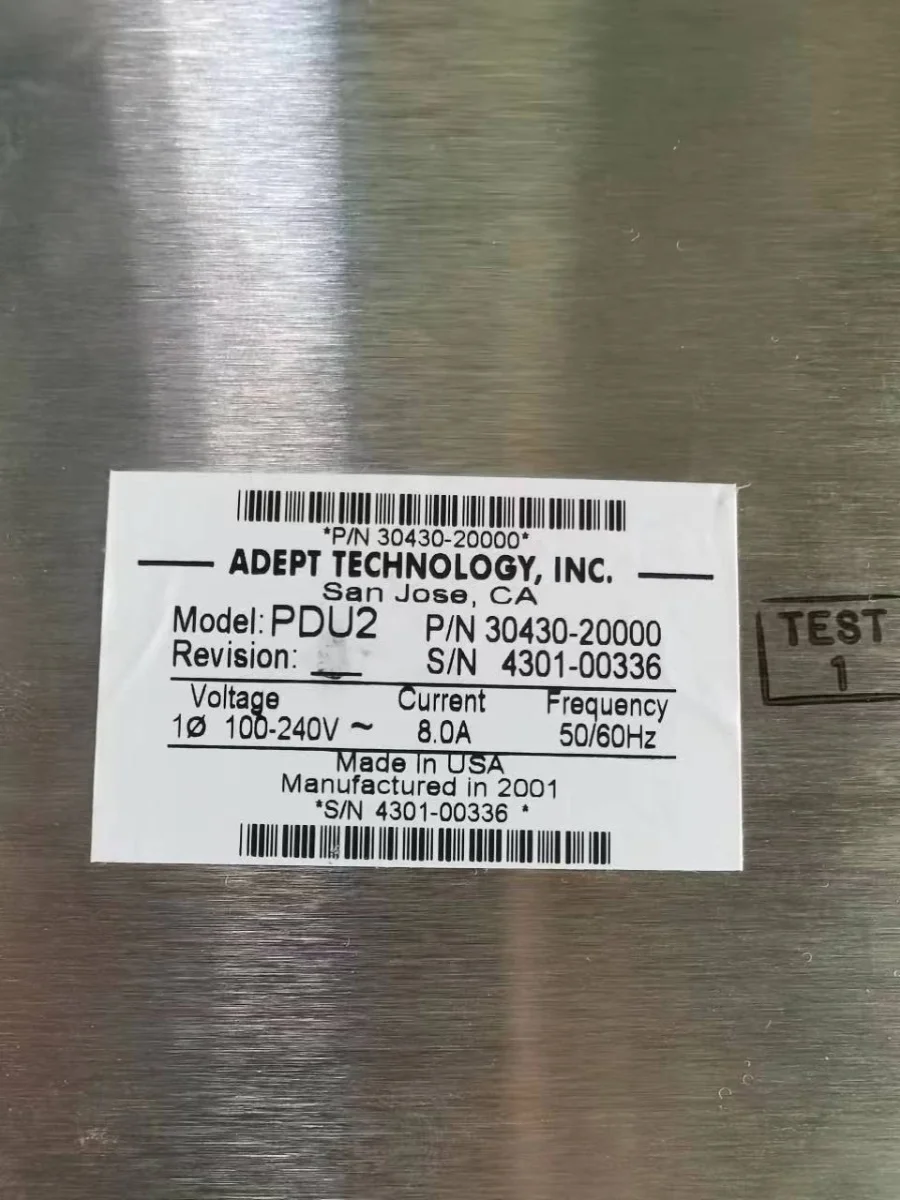 *P/N 30430-20000*
ADEPT TECHNOLOGY, INC.
San Jose, CA
Model: PDU2 P/N 30430-20000
Revision: S/N 4301-00336
Voltage Current Frequency
1Ø 100-240V ~ 8.0A 50/60Hz
Made In USA
Manufactured in 2001
*S/N 4301-00336 *
TEST
1